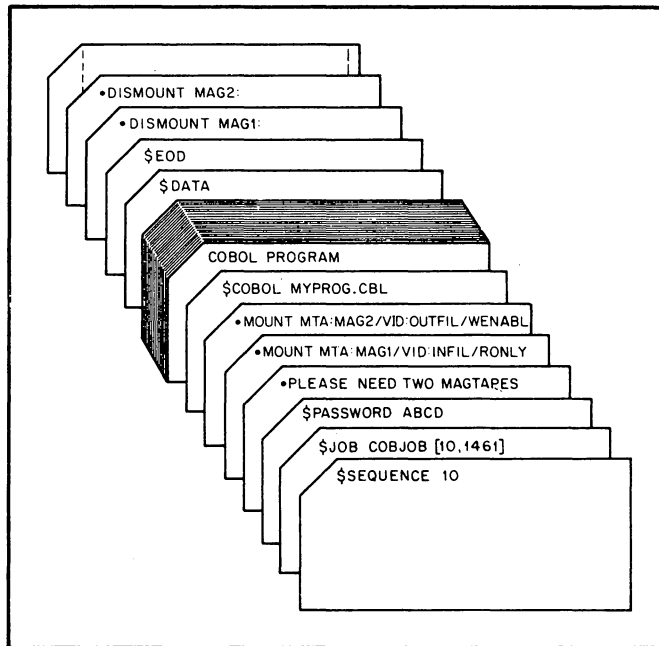 •DISMOUNT MAG2:
•DISMOUNT MAG1:
$EOD
$DATA
COBOL PROGRAM
$COBOL MYPROG.CBL
•MOUNT MTA:MAG2/VID:OUTFIL/WENABL
•MOUNT MTA:MAG1/VID:INFIL/RONLY
•PLEASE NEED TWO MAGTAPES
$PASSWORD ABCD
$JOB COBJOB [10,1461]
$SEQUENCE 10